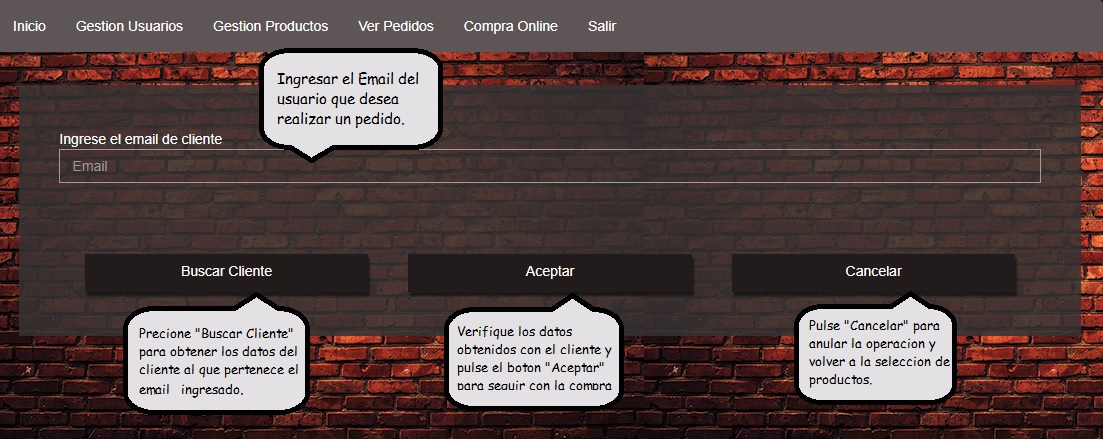 Inicio Gestion Usuarios Gestion Productos Ver Pedidos Compra Online Salir
Ingresar el Email del
usuario que desea
realizar un pedido.
Ingrese el email de cliente
Email
Buscar Cliente Aceptar Cancelar
Precione "Buscar Cliente"
para obtener los datos del
cliente al que pertenece el
email ingresado.
Verifique los datos
obtenidos con el cliente y
pulse el boton "Aceptar"
para seguir con la compra
Pulse "Cancelar" para
anular la operacion y
volver a la seleccion de
productos.